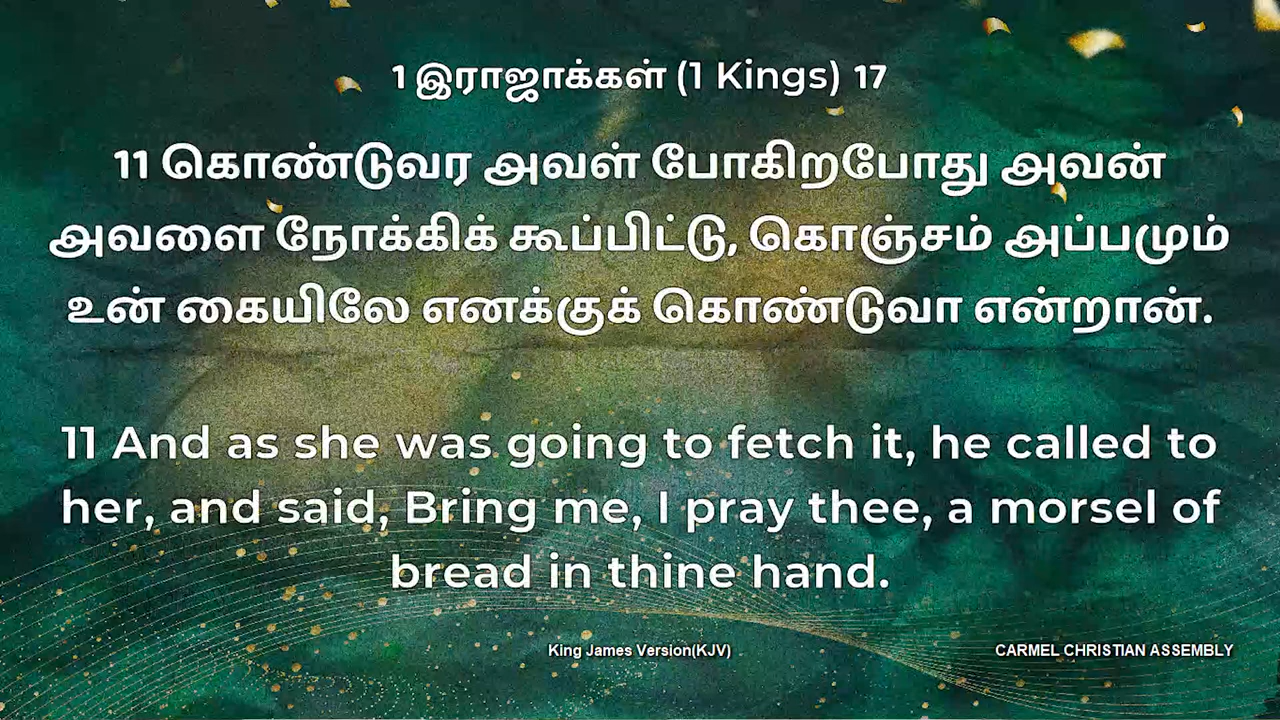 1 இராஜாக்கள் (1 Kings) 17
11 கொண்டுவர அவள் போகிறபோது அவன்
அவளை நோக்கிக் கூப்பிட்டு, கொஞ்சம் அப்பமும்
உன் கையிலே எனக்குக் கொண்டுவா என்றான்.
11 And as she was going to fetch it, he called to
her, and said, Bring me, I pray thee, a morsel of
bread in thine hand.
King James Version(KJV)
CARMEL CHRISTIAN ASSEMBLY